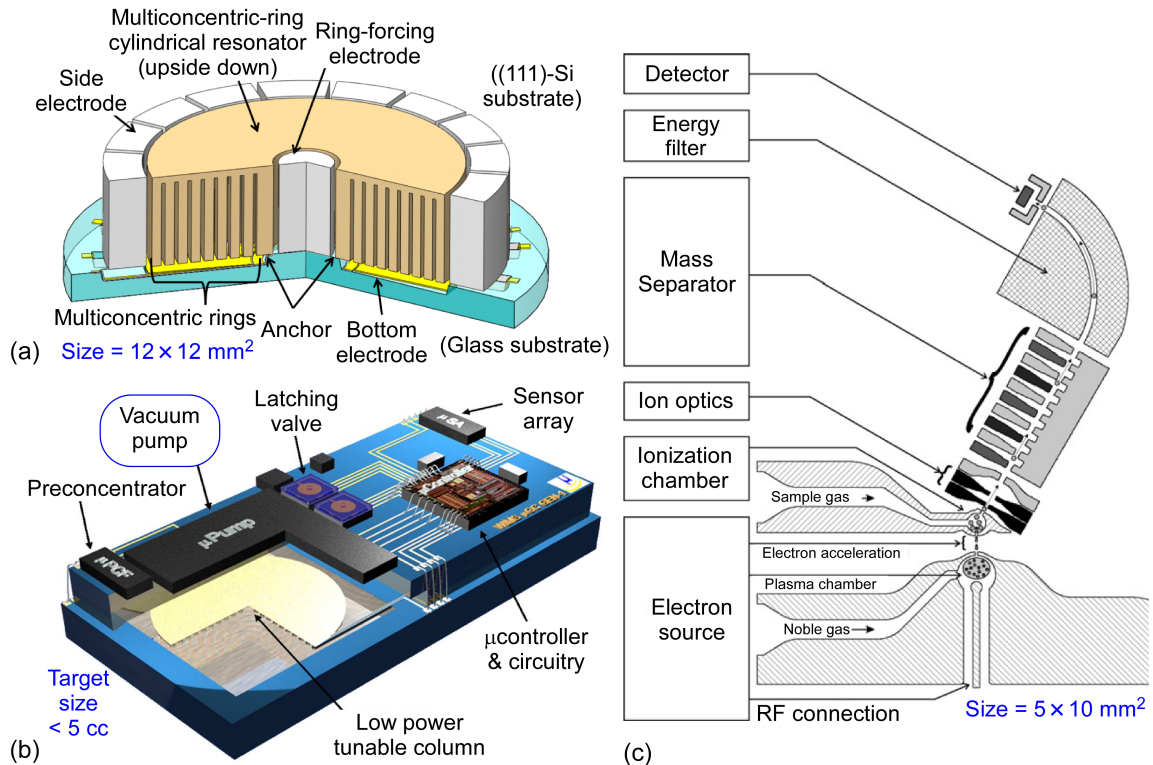 (a)
Multiconcentric-ring
cylindrical resonator
(upside down)
Ring-forcing
electrode
Side
electrode
((111)-Si
substrate)
Multiconcentric rings
Anchor
Bottom
electrode
(Glass substrate)
Size = 12 × 12 mm²
(b)
Vacuum
pump
Latching
valve
Sensor
array
Preconcentrator
μPump
μPCF
μSA
μController
μcontroller
& circuitry
Low power
tunable column
Target
size
< 5 cc
(c)
Detector
Energy
filter
Mass
Separator
Ion optics
Ionization
chamber
Sample gas
Electron acceleration
Plasma chamber
Electron
source
Noble gas
RF connection
Size = 5 × 10 mm²